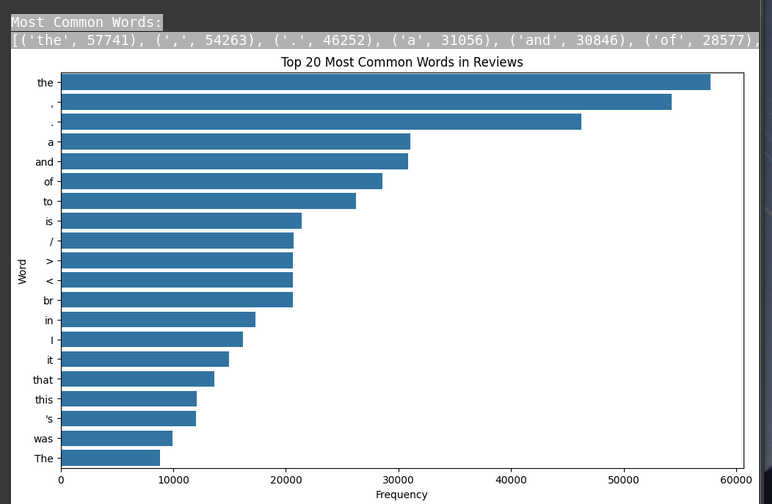 Most Common Words:
[('the', 57741), (',', 54263), ('.', 46252), ('a', 31056), ('and', 30846), ('of', 28577),
Top 20 Most Common Words in Reviews
the
,
.
a
and
of
to
is
/
>
<
br
in
I
it
that
this
's
was
The
Word
0 10000 20000 30000 40000 50000 60000
Frequency